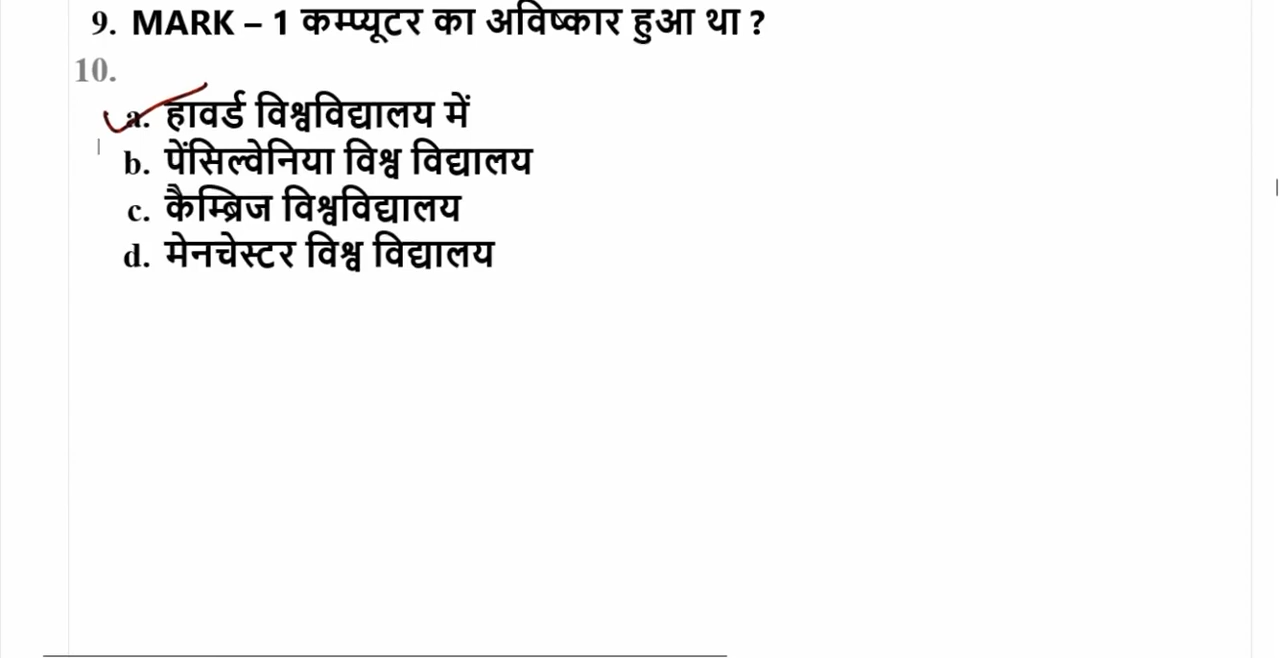 9. MARK – 1 कम्प्यूटर का अविष्कार हुआ था ?
10.
a. हावर्ड विश्वविद्यालय में
b. पेंसिल्वेनिया विश्व विद्यालय
c. कैम्ब्रिज विश्वविद्यालय
d. मेनचेस्टर विश्व विद्यालय